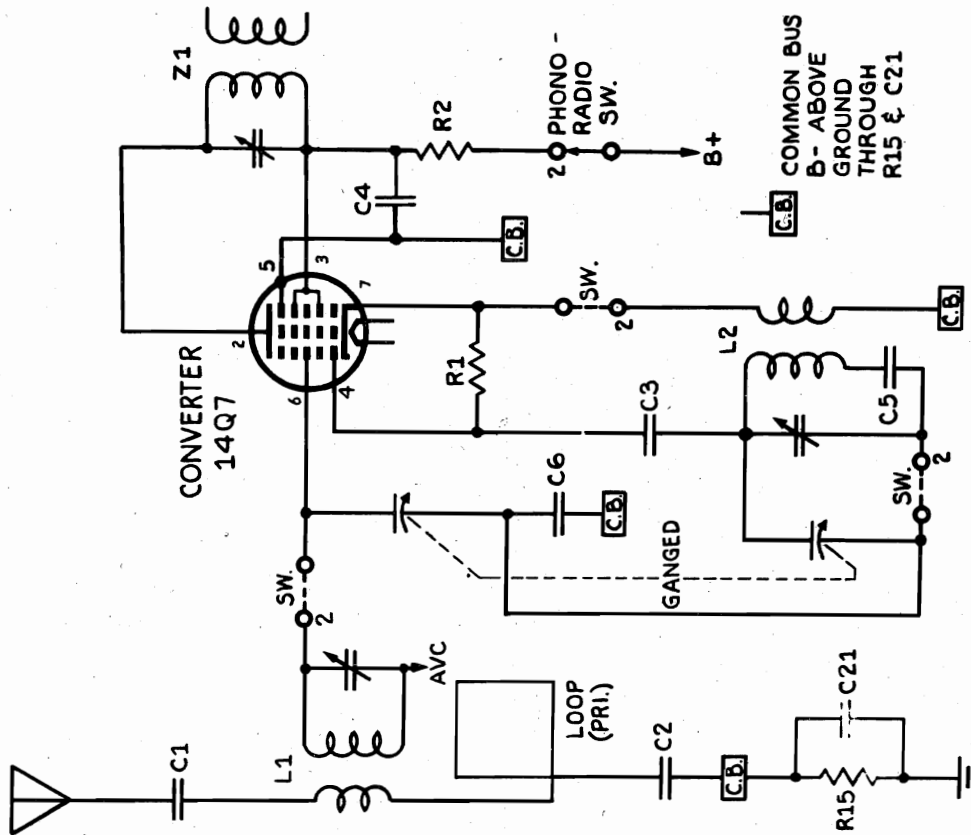 Z1
CONVERTER
14Q7
2
5
3
6
4
7
C4
R2
2
PHONO -
RADIO
SW.
B+
C.B.
C.B.
COMMON BUS
B- ABOVE
GROUND
THROUGH
R15 & C21
SW.
2
L2
C.B.
R1
C3
C5
SW.
2
C6
C.B.
GANGED
SW.
2
AVC
L1
C1
LOOP
(PRI.)
C2
C.B.
R15
C21